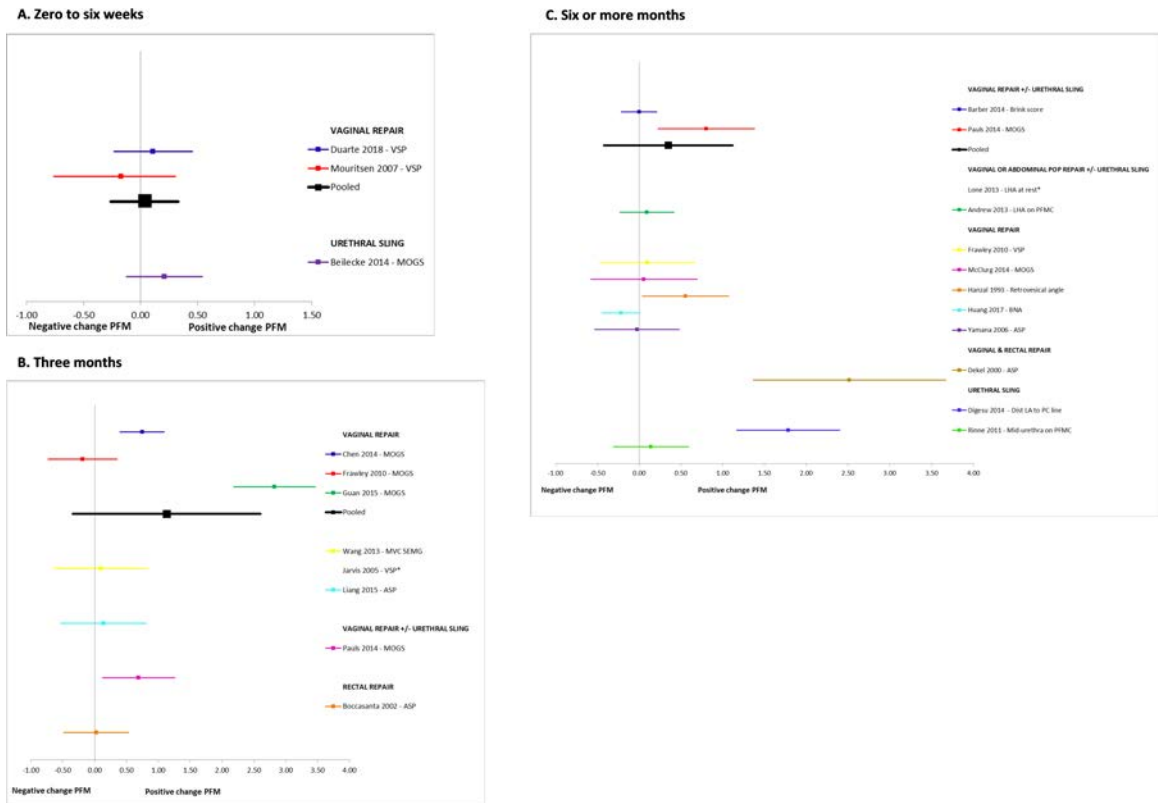 A. Zero to six weeks
VAGINAL REPAIR
Duarte 2018 - VSP
Mouritsen 2007 - VSP
Pooled
URETHRAL SLING
Beilecke 2014 - MOGS
-1.00 -0.50 0.00 0.50 1.00 1.50
Negative change PFM Positive change PFM
B. Three months
VAGINAL REPAIR
Chen 2014 - MOGS
Frawley 2010 - MOGS
Guan 2015 - MOGS
Pooled
Wang 2013 - MVC SEMG
Jarvis 2005 - VSP*
Liang 2015 - ASP
VAGINAL REPAIR +/- URETHRAL SLING
Pauls 2014 - MOGS
RECTAL REPAIR
Boccasanta 2002 - ASP
-1.00 -0.50 0.00 0.50 1.00 1.50 2.00 2.50 3.00 3.50 4.00
Negative change PFM Positive change PFM
C. Six or more months
VAGINAL REPAIR +/- URETHRAL SLING
Barber 2014 - Brink score
Pauls 2014 - MOGS
Pooled
VAGINAL OR ABDOMINAL POP REPAIR +/- URETHRAL SLING
Lone 2013 - LHA at rest*
Andrew 2013 - LHA on PFMC
VAGINAL REPAIR
Frawley 2010 - VSP
McClurg 2014 - MOGS
Hanzal 1993 - Retrovesical angle
Huang 2017 - BNA
Yamana 2006 - ASP
VAGINAL & RECTAL REPAIR
Dekel 2000 - ASP
URETHRAL SLING
Digesu 2014 - Dist LA to PC line
Rinne 2011 - Mid-urethra on PFMC
-1.00 -0.50 0.00 0.50 1.00 1.50 2.00 2.50 3.00 3.50 4.00
Negative change PFM Positive change PFM